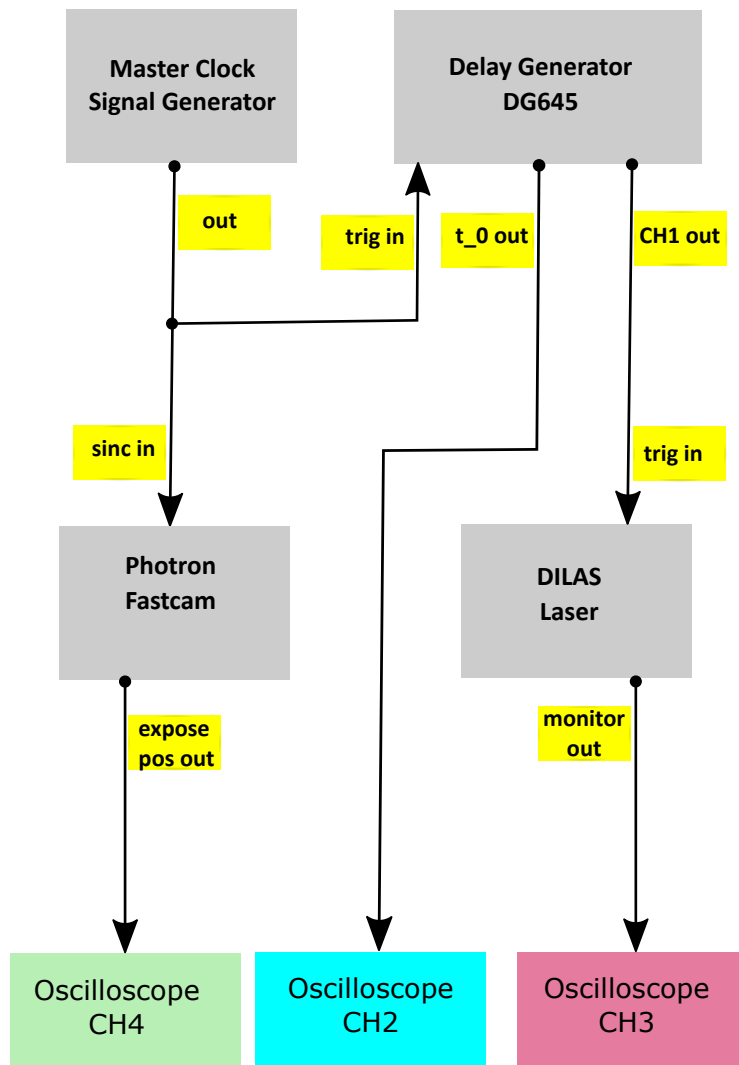 Master Clock
Signal Generator
Delay Generator
DG645
out
trig in
t_0 out
CH1 out
sinc in
trig in
Photron
Fastcam
DILAS
Laser
expose
pos out
monitor
out
Oscilloscope
CH4
Oscilloscope
CH2
Oscilloscope
CH3